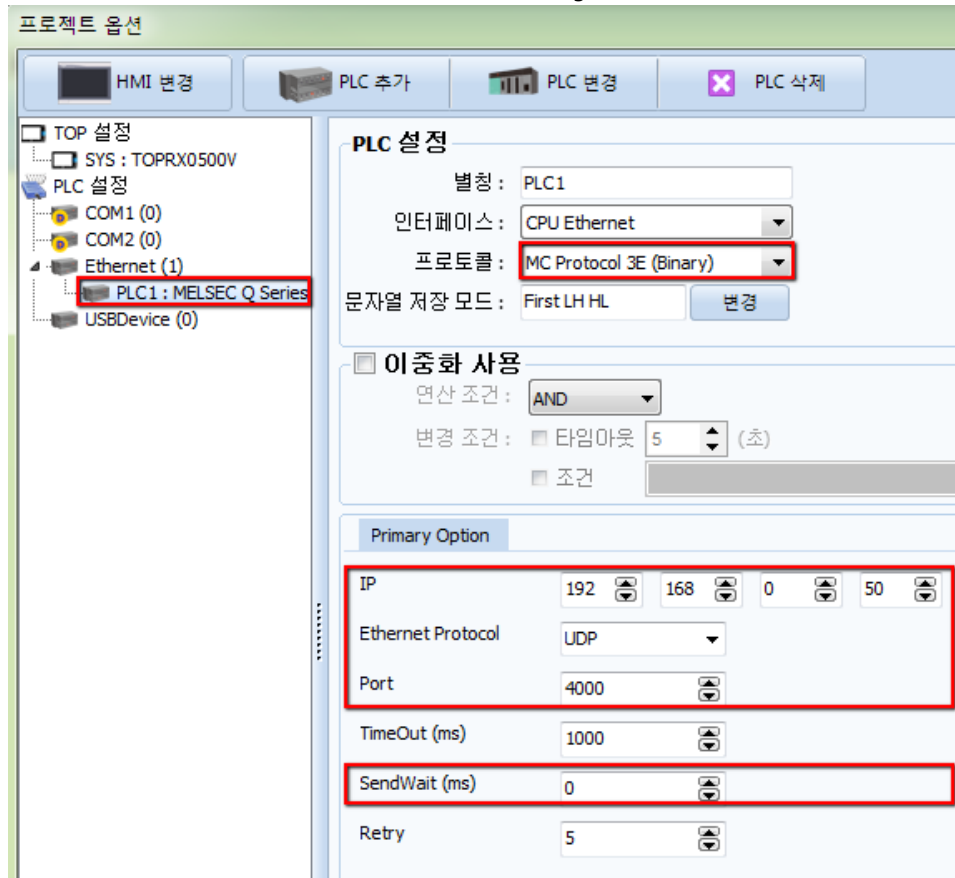 프로젝트 옵션
HMI 변경 PLC 추가 PLC 변경 PLC 삭제
TOP 설정
SYS : TOPRX0500V
PLC 설정
COM1 (0)
COM2 (0)
Ethernet (1)
PLC1 : MELSEC Q Series
USBDevice (0)
PLC 설정
별칭 : PLC1
인터페이스 : CPU Ethernet
프로토콜 : MC Protocol 3E (Binary)
문자열 저장 모드 : First LH HL 변경
이중화 사용
연산 조건 : AND
변경 조건 : 타임아웃 5 (초)
조건
Primary Option
IP 192 168 0 50
Ethernet Protocol UDP
Port 4000
TimeOut (ms) 1000
SendWait (ms) 0
Retry 5